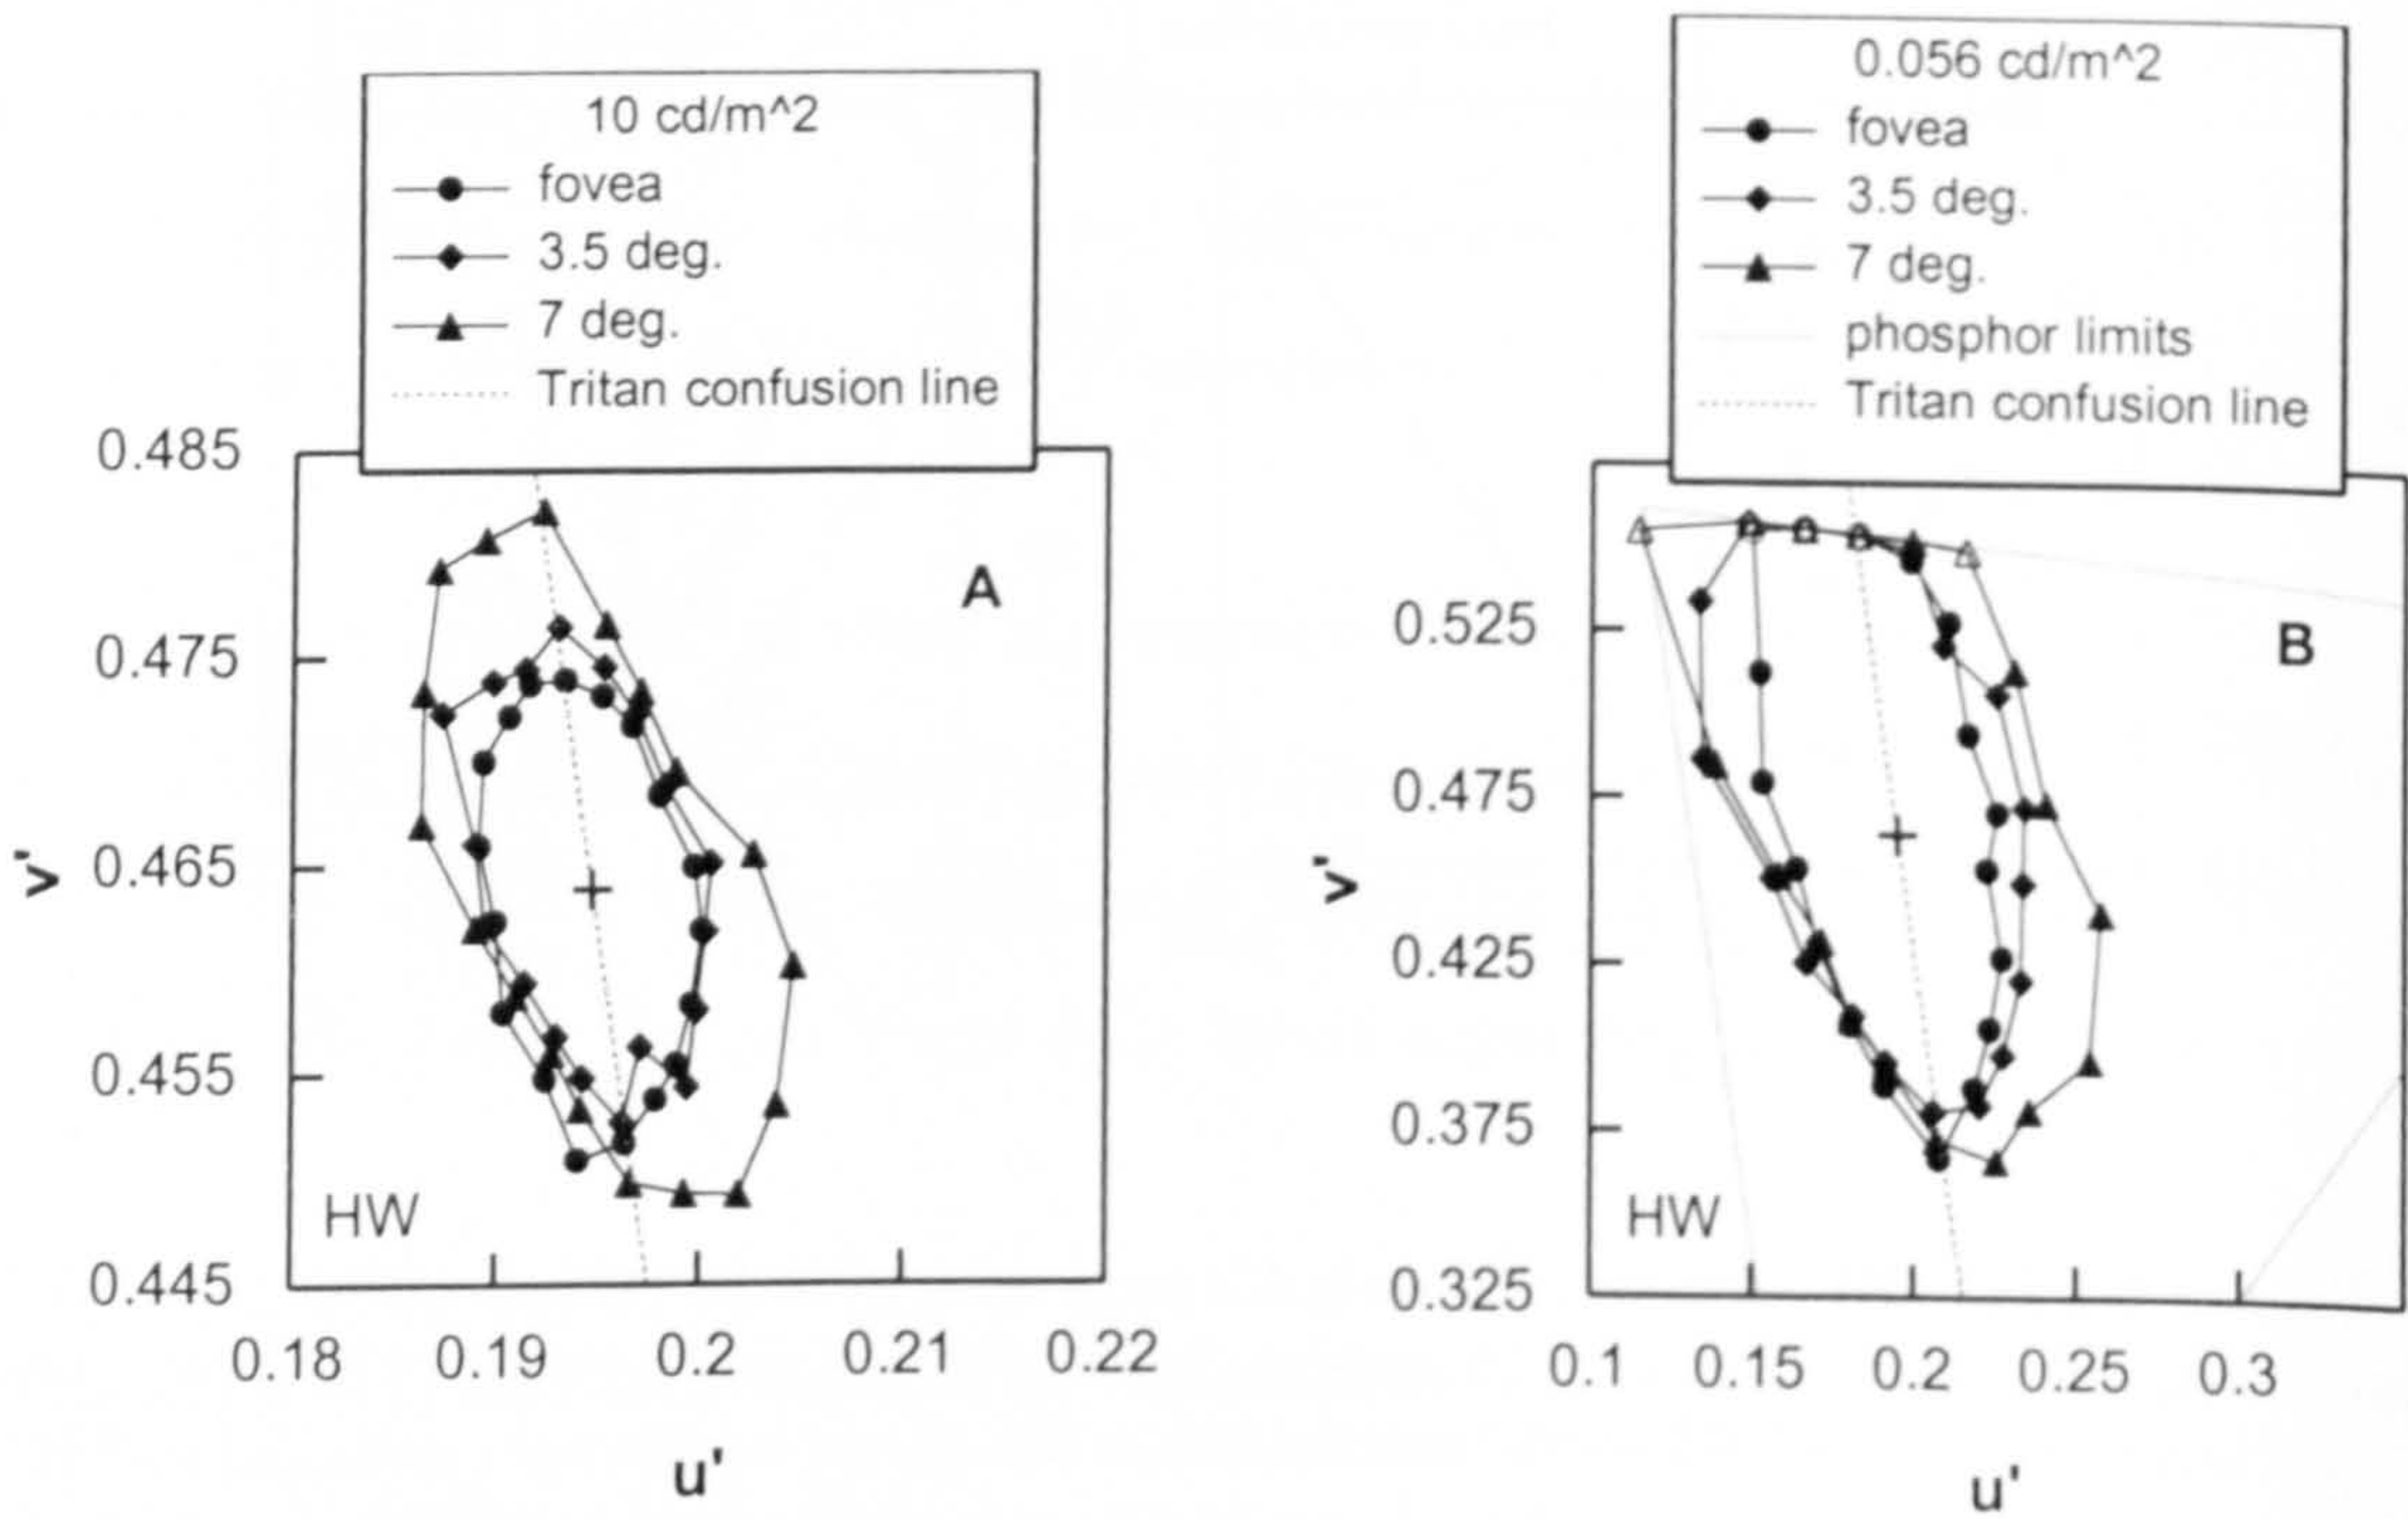 10 cd/m^2
fovea
3.5 deg.
7 deg.
Tritan confusion line
0.485
0.475
0.465
0.455
0.445
0.18
0.19
0.2
0.21
0.22
v'
u'
A
HW
0.056 cd/m^2
fovea
3.5 deg.
7 deg.
phosphor limits
Tritan confusion line
0.525
0.475
0.425
0.375
0.325
0.1
0.15
0.2
0.25
0.3
v'
u'
B
HW